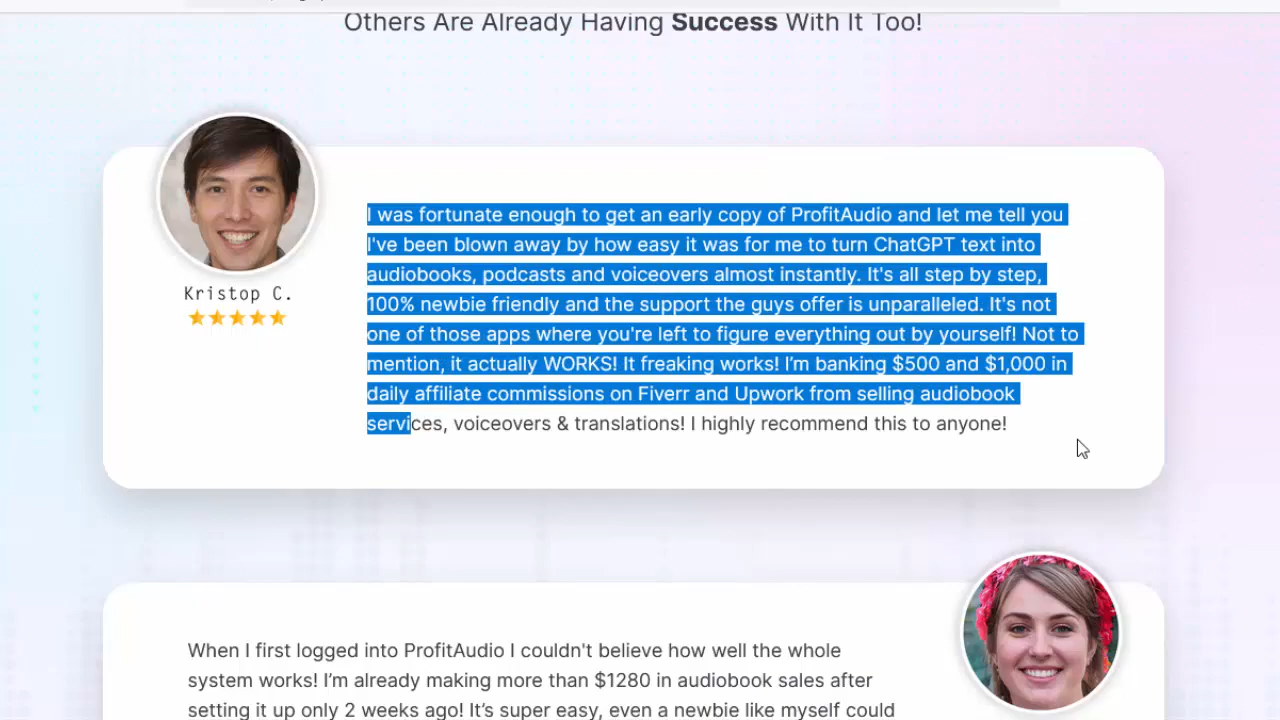 Others Are Already Having Success With It Too!
I was fortunate enough to get an early copy of ProfitAudio and let me tell you
I've been blown away by how easy it was for me to turn ChatGPT text into
audiobooks, podcasts and voiceovers almost instantly. It's all step by step,
100% newbie friendly and the support the guys offer is unparalleled. It's not
one of those apps where you're left to figure everything out by yourself! Not to
mention, it actually WORKS! It freaking works! I’m banking $500 and $1,000 in
daily affiliate commissions on Fiverr and Upwork from selling audiobook
services, voiceovers & translations! I highly recommend this to anyone!
Kristop C.
When I first logged into ProfitAudio I couldn't believe how well the whole
system works! I’m already making more than $1280 in audiobook sales after
setting it up only 2 weeks ago! It’s super easy, even a newbie like myself could